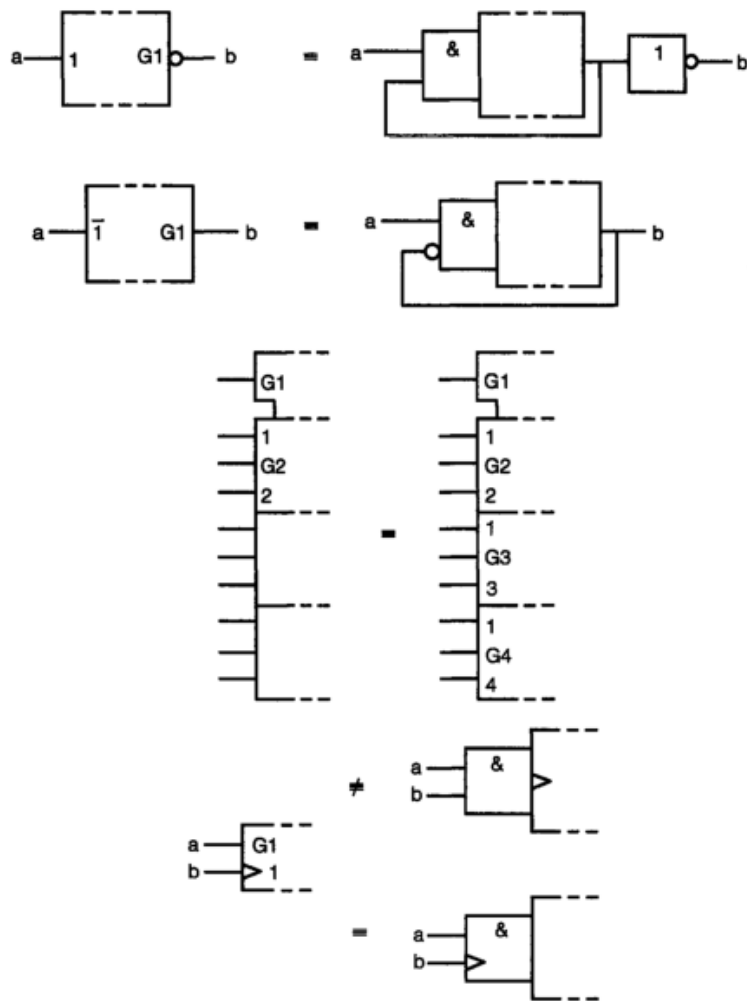 a 1 G1 b = a & 1 b
a 1̅ G1 b = a & b
G1 G1
1 1
G2 G2
2 2
= 1
G3
3
1
G4
4
≠ a & b
a G1
b 1
= a & b